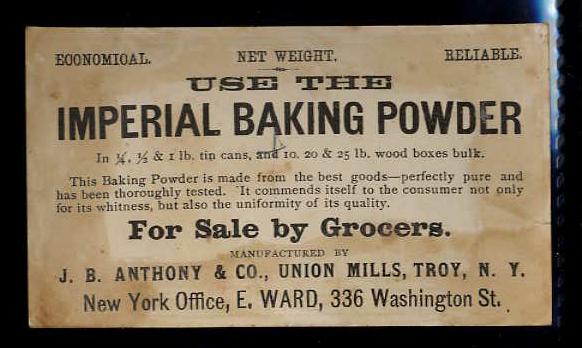 ECONOMICAL. NET WEIGHT. RELIABLE.
USE THE
IMPERIAL BAKING POWDER
In ¼, ½ & 1 lb. tin cans, and 10, 20 & 25 lb. wood boxes bulk.
This Baking Powder is made from the best goods—perfectly pure and
has been thoroughly tested. It commends itself to the consumer not only
for its whitness, but also the uniformity of its quality.
For Sale by Grocers.
MANUFACTURED BY
J. B. ANTHONY & CO., UNION MILLS, TROY, N. Y.
New York Office, E. WARD, 336 Washington St.